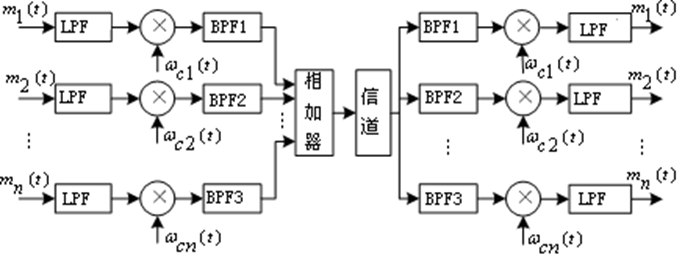 m1(t) LPF × BPF1 BPF1 × LPF m1(t)
ωc1(t) ωc1(t)
m2(t) LPF × BPF2 相加器 信道 BPF2 × LPF m2(t)
ωc2(t) ωc2(t)
⋮ ⋮ ⋮ ⋮
mn(t) LPF × BPF3 BPF3 × LPF mn(t)
ωcn(t) ωcn(t)